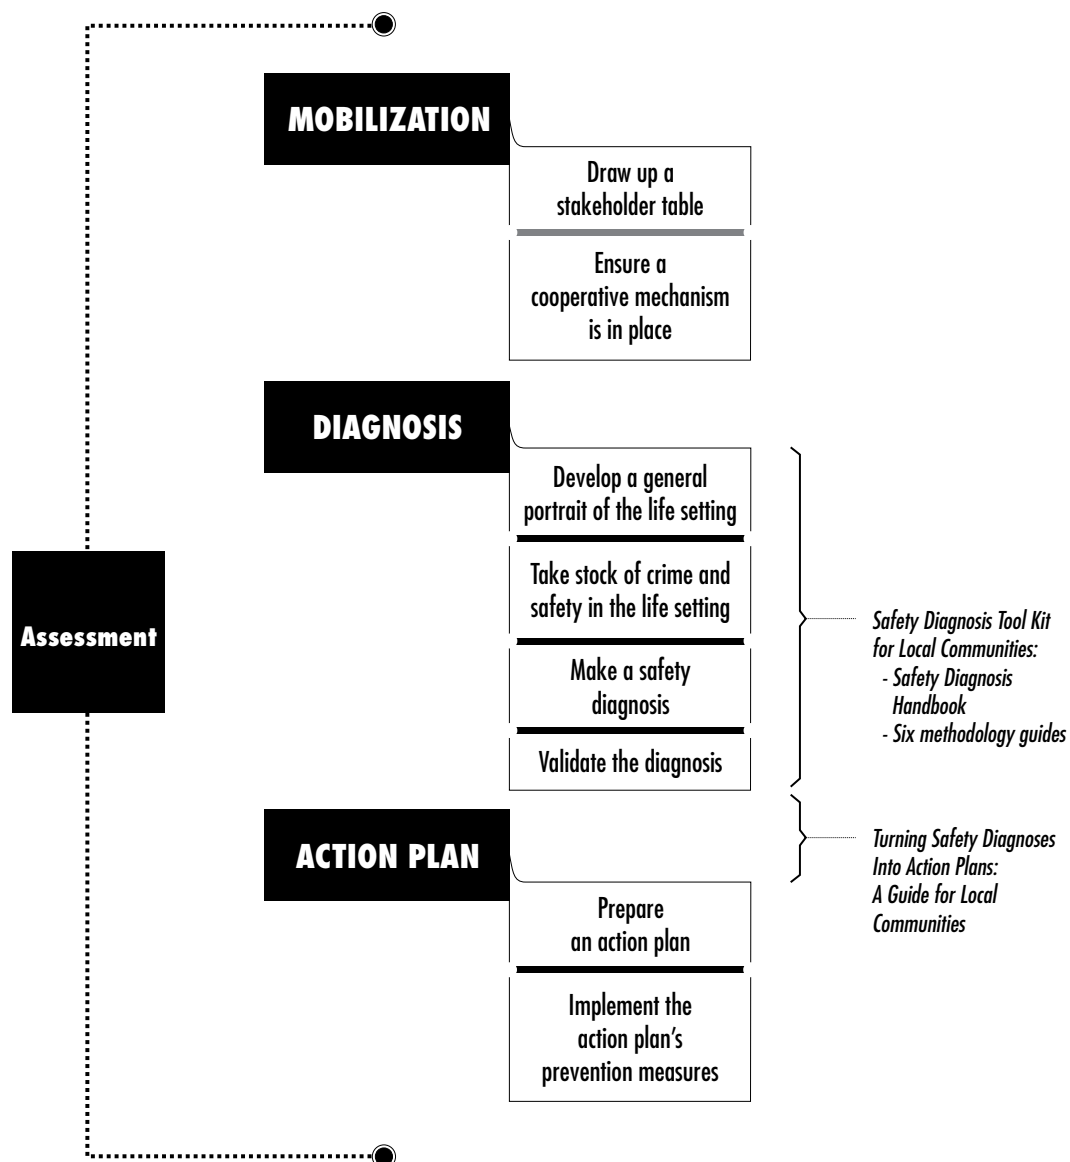 MOBILIZATION
Draw up a
stakeholder table
Ensure a
cooperative mechanism
is in place
DIAGNOSIS
Develop a general
portrait of the life setting
Take stock of crime and
safety in the life setting
Make a safety
diagnosis
Validate the diagnosis
Assessment
Safety Diagnosis Tool Kit
for Local Communities:
- Safety Diagnosis
Handbook
- Six methodology guides
ACTION PLAN
Prepare
an action plan
Implement the
action plan’s
prevention measures
Turning Safety Diagnoses
Into Action Plans:
A Guide for Local
Communities